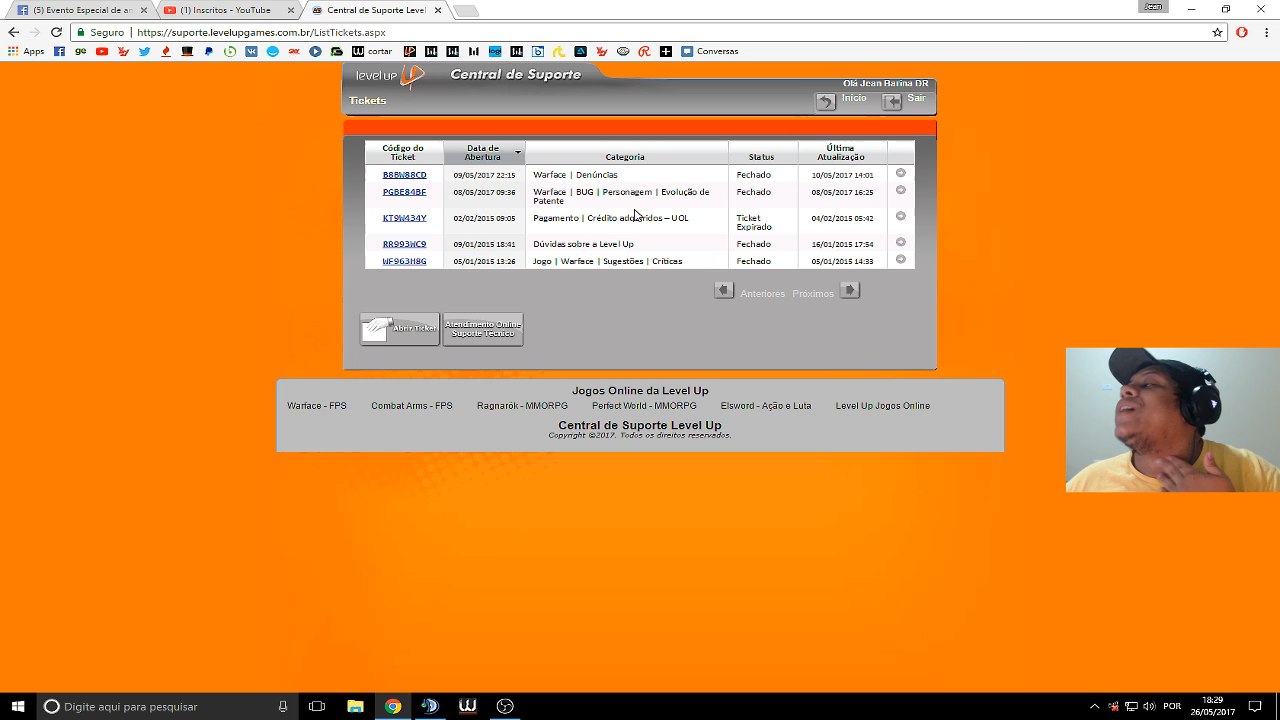 (5) Evento Especial de an
(1) Inscritos - YouTube
Central de Suporte Level
Jean
Seguro
https://suporte.levelupgames.com.br/ListTickets.aspx
Apps
cortar
Conversas
level up
Central de Suporte
Olá Jean Barina DR
Tickets
Início
Sair
Código do Ticket
Data de Abertura
Categoria
Status
Última Atualização
B8BW88CD 09/05/2017 22:15 Warface | Denúncias Fechado 10/05/2017 14:01
PGBE84BF 08/05/2017 09:36 Warface | BUG | Personagem | Evolução de Fechado 08/05/2017 16:25
Patente
KT9W434Y 02/02/2015 09:05 Pagamento | Crédito adquiridos – UOL Ticket 04/02/2015 05:42
Expirado
RR993WC9 09/01/2015 18:41 Dúvidas sobre a Level Up Fechado 16/01/2015 17:54
WF963H8G 05/01/2015 13:26 Jogo | Warface | Sugestões | Críticas Fechado 05/01/2015 14:33
Anteriores Próximos
Abrir Ticket
Atendimento Online
Suporte Técnico
Jogos Online da Level Up
Warface - FPS Combat Arms - FPS Ragnarok - MMORPG Perfect World - MMORPG Elsword - Ação e Luta Level Up Jogos Online
Central de Suporte Level Up
Copyright ©2017. Todos os direitos reservados.
Digite aqui para pesquisar
POR
18:29
26/05/2017